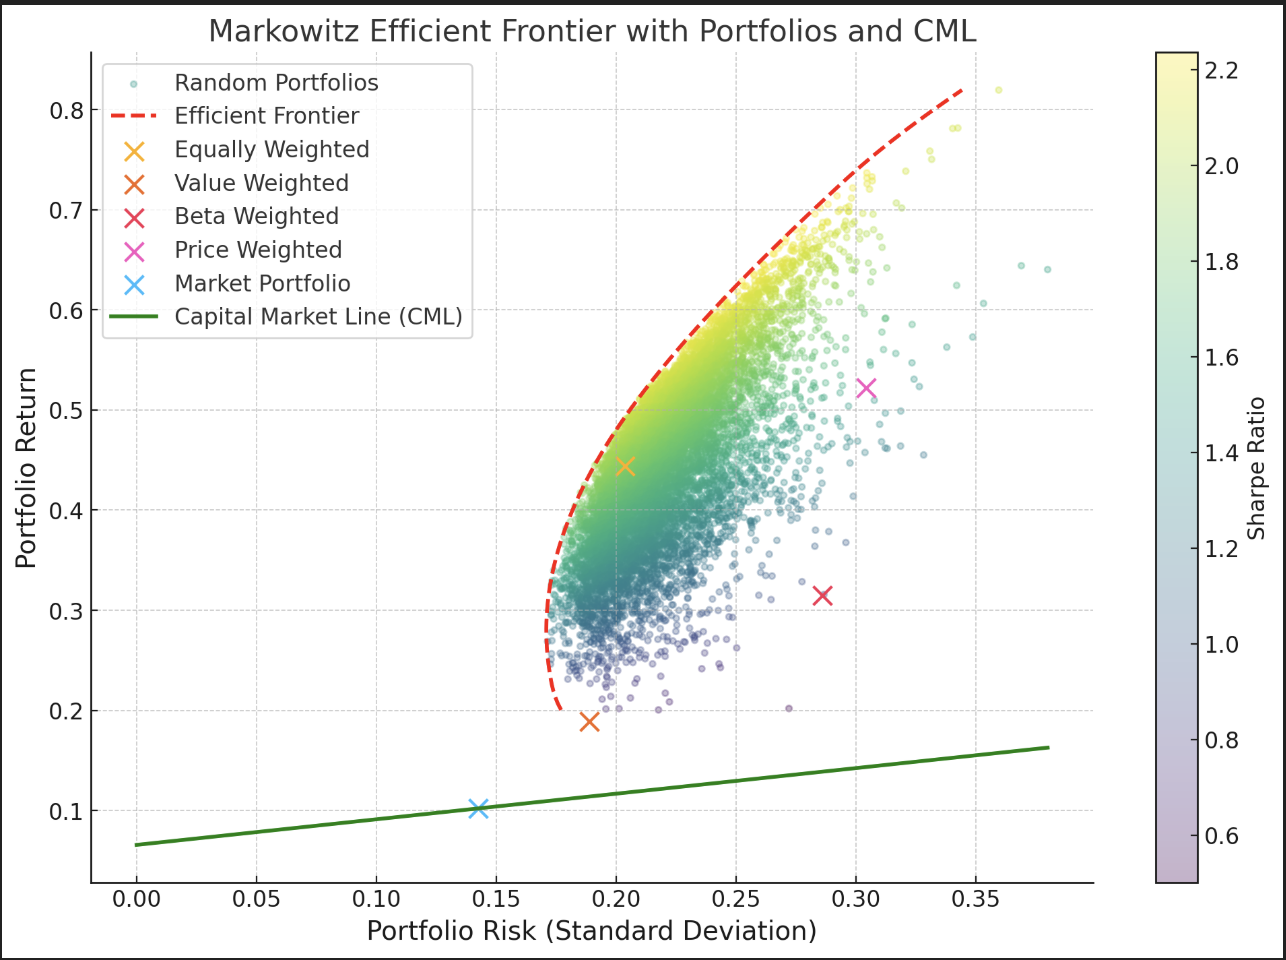 Markowitz Efficient Frontier with Portfolios and CML
Random Portfolios
Efficient Frontier
Equally Weighted
Value Weighted
Beta Weighted
Price Weighted
Market Portfolio
Capital Market Line (CML)
Portfolio Return
0.8
0.7
0.6
0.5
0.4
0.3
0.2
0.1
0.00 0.05 0.10 0.15 0.20 0.25 0.30 0.35
Portfolio Risk (Standard Deviation)
2.2
2.0
1.8
1.6
1.4
1.2
1.0
0.8
0.6
Sharpe Ratio